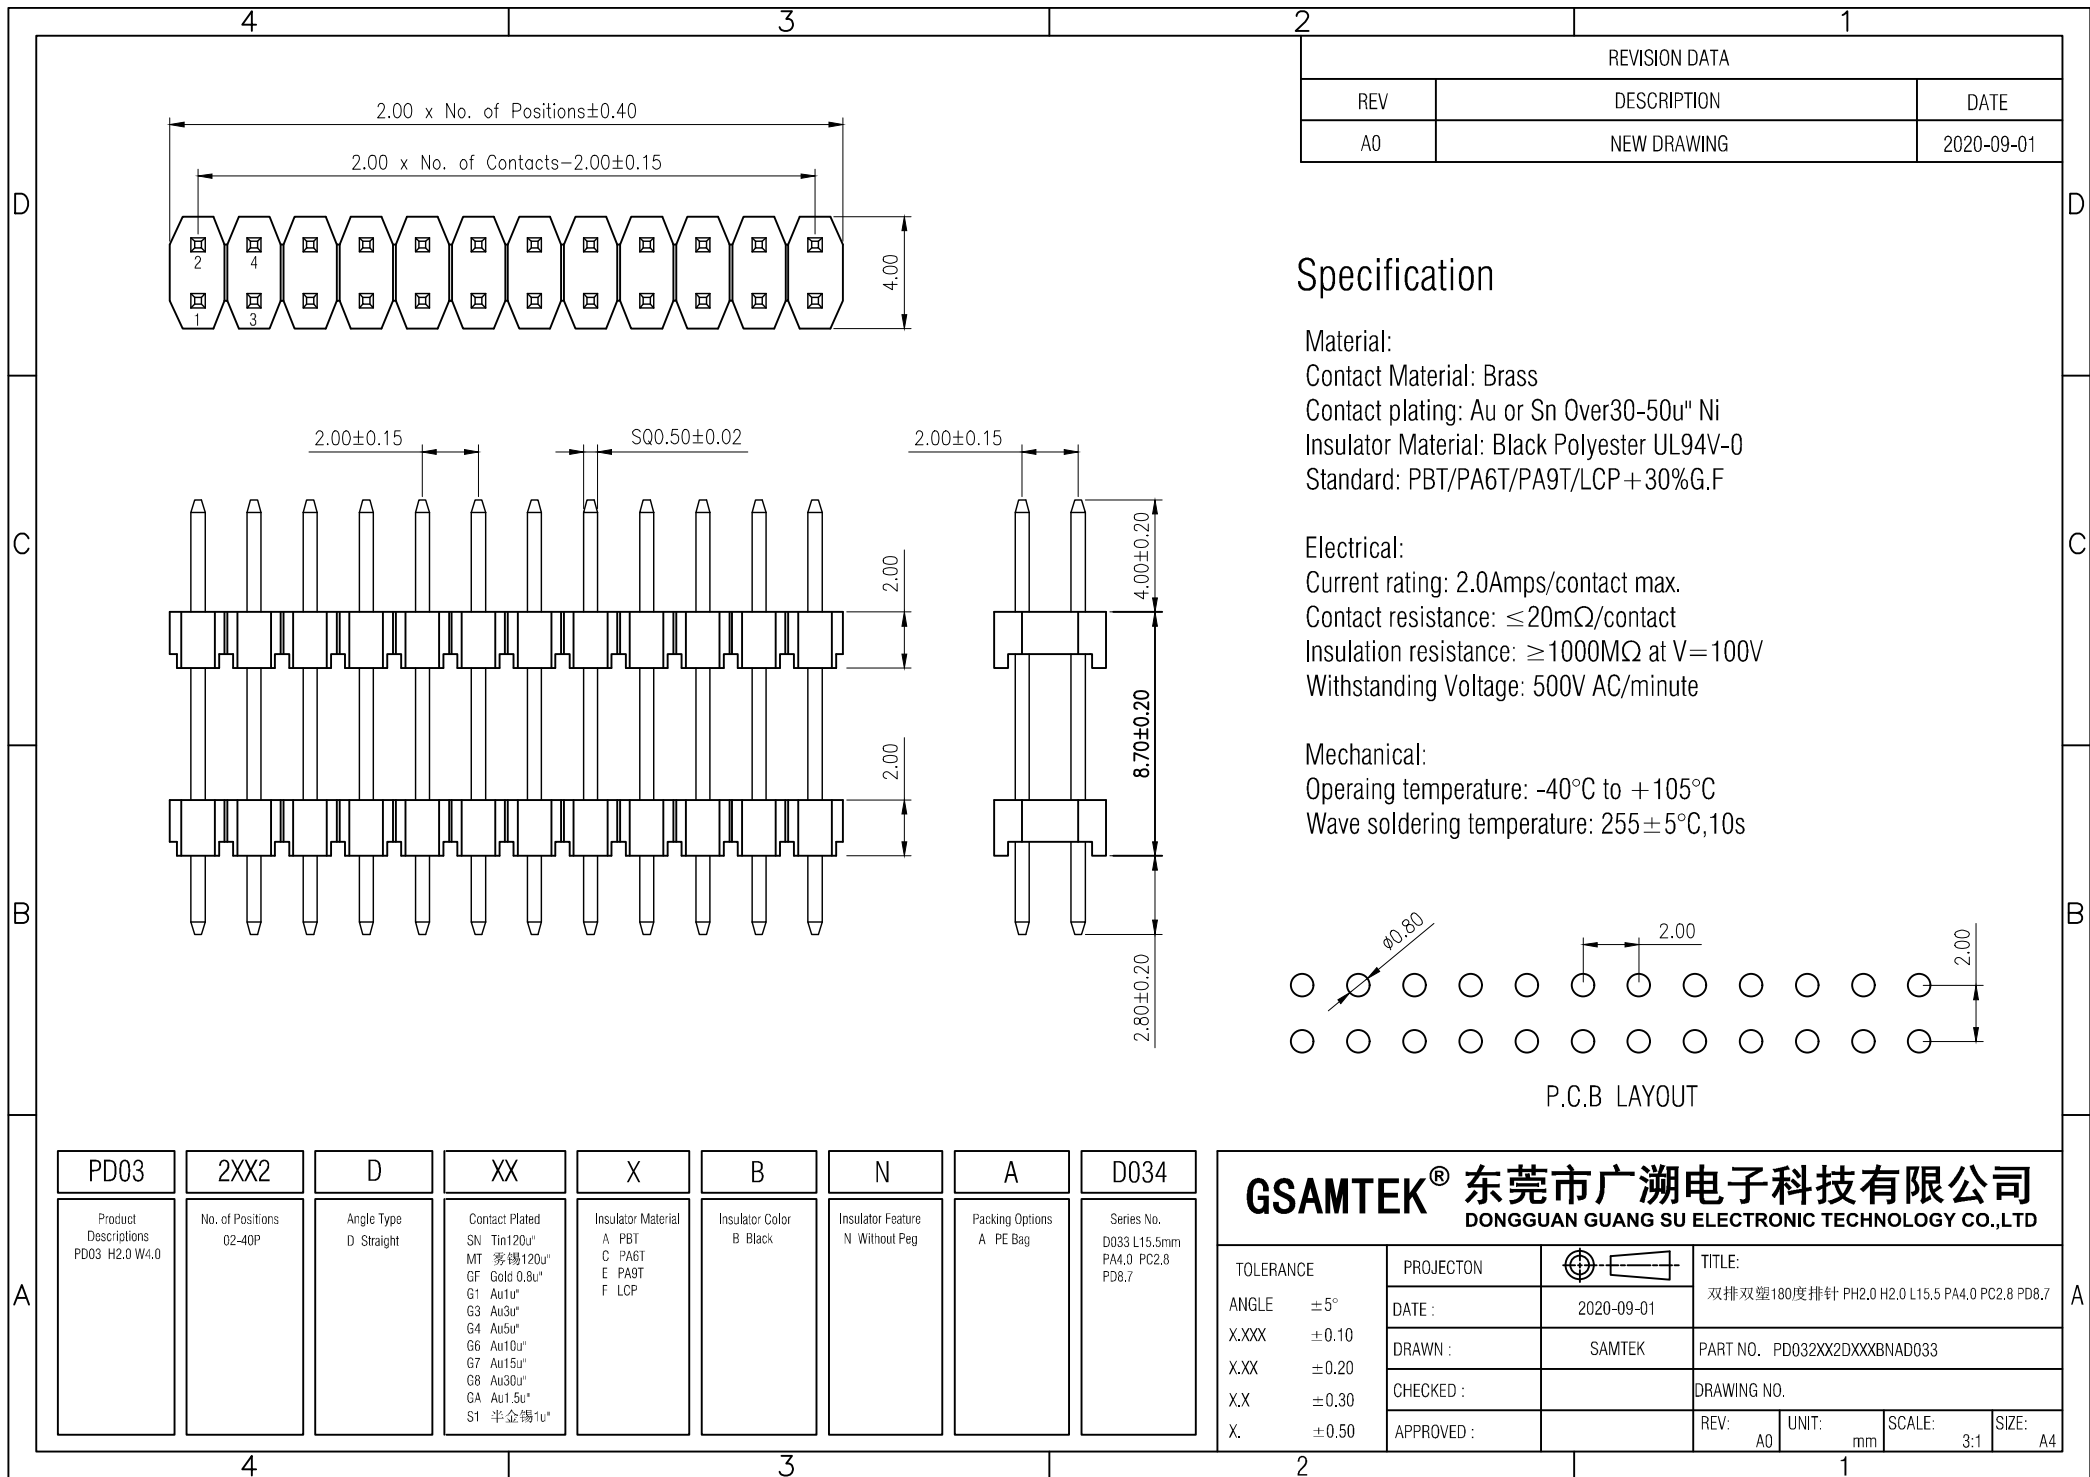 4 3 2 1
REVISION DATA
REV DESCRIPTION DATE
A0 NEW DRAWING 2020-09-01
2.00 x No. of Positions±0.40
2.00 x No. of Contacts-2.00±0.15
D D
2 4
1 3
4.00
Specification
Material:
Contact Material: Brass
Contact plating: Au or Sn Over30-50u" Ni
Insulator Material: Black Polyester UL94V-0
Standard: PBT/PA6T/PA9T/LCP+30%G.F
Electrical:
Current rating: 2.0Amps/contact max.
Contact resistance: ≤20mΩ/contact
Insulation resistance: ≥1000MΩ at V=100V
Withstanding Voltage: 500V AC/minute
Mechanical:
Operaing temperature: -40°C to +105°C
Wave soldering temperature: 255±5°C,10s
2.00±0.15 SQ0.50±0.02 2.00±0.15
C C
2.00
4.00±0.20
8.70±0.20
2.00
2.80±0.20
B B
ø0.80
2.00
2.00
P.C.B LAYOUT
PD03 2XX2 D XX X B N A D034
Product
Descriptions
PD03 H2.0 W4.0
No. of Positions
02-40P
Angle Type
D Straight
Contact Plated
SN Tin120u"
MT 雾锡120u"
GF Gold 0.8u"
G1 Au1u"
G3 Au3u"
G4 Au5u"
G6 Au10u"
G7 Au15u"
G8 Au30u"
GA Au1.5u"
S1 半金锡1u"
Insulator Material
A PBT
C PA6T
E PA9T
F LCP
Insulator Color
B Black
Insulator Feature
N Without Peg
Packing Options
A PE Bag
Series No.
D033 L15.5mm
PA4.0 PC2.8
PD8.7
GSAMTEK® 东莞市广溯电子科技有限公司
DONGGUAN GUANG SU ELECTRONIC TECHNOLOGY CO.,LTD
TOLERANCE
ANGLE ±5°
X.XXX ±0.10
X.XX ±0.20
X.X ±0.30
X. ±0.50
PROJECTON
DATE : 2020-09-01
DRAWN : SAMTEK
CHECKED :
APPROVED :
TITLE:
双排双塑180度排针 PH2.0 H2.0 L15.5 PA4.0 PC2.8 PD8.7
PART NO. PD032XX2DXXXBNAD033
DRAWING NO.
REV: A0 UNIT: mm SCALE: 3:1 SIZE: A4
A A
4 3 2 1